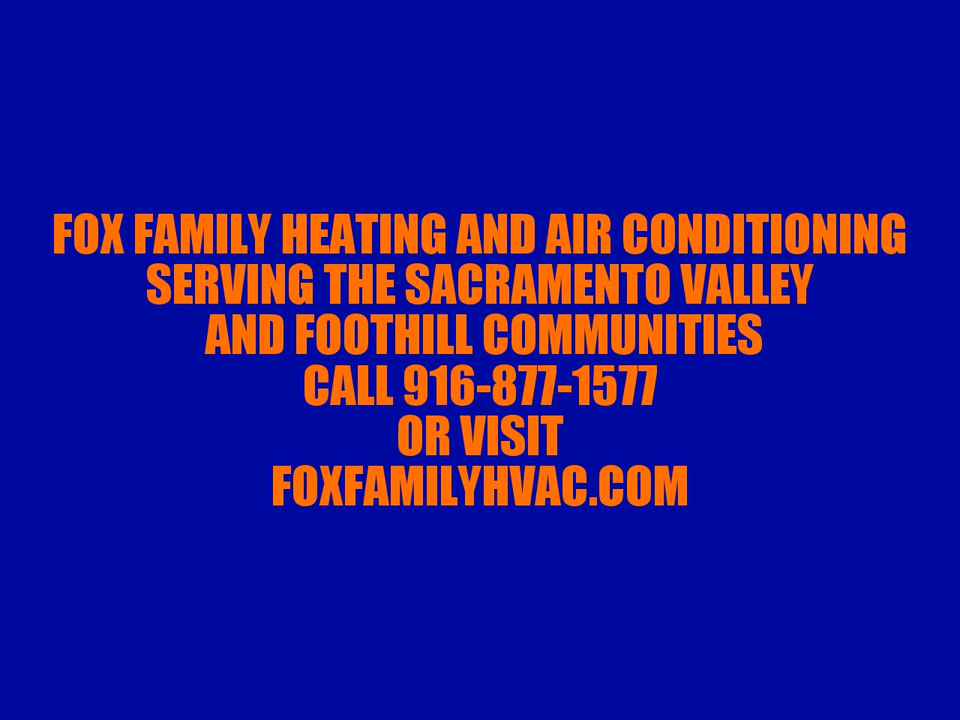 FOX FAMILY HEATING AND AIR CONDITIONING
SERVING THE SACRAMENTO VALLEY
AND FOOTHILL COMMUNITIES
CALL 916-877-1577
OR VISIT
FOXFAMILYHVAC.COM